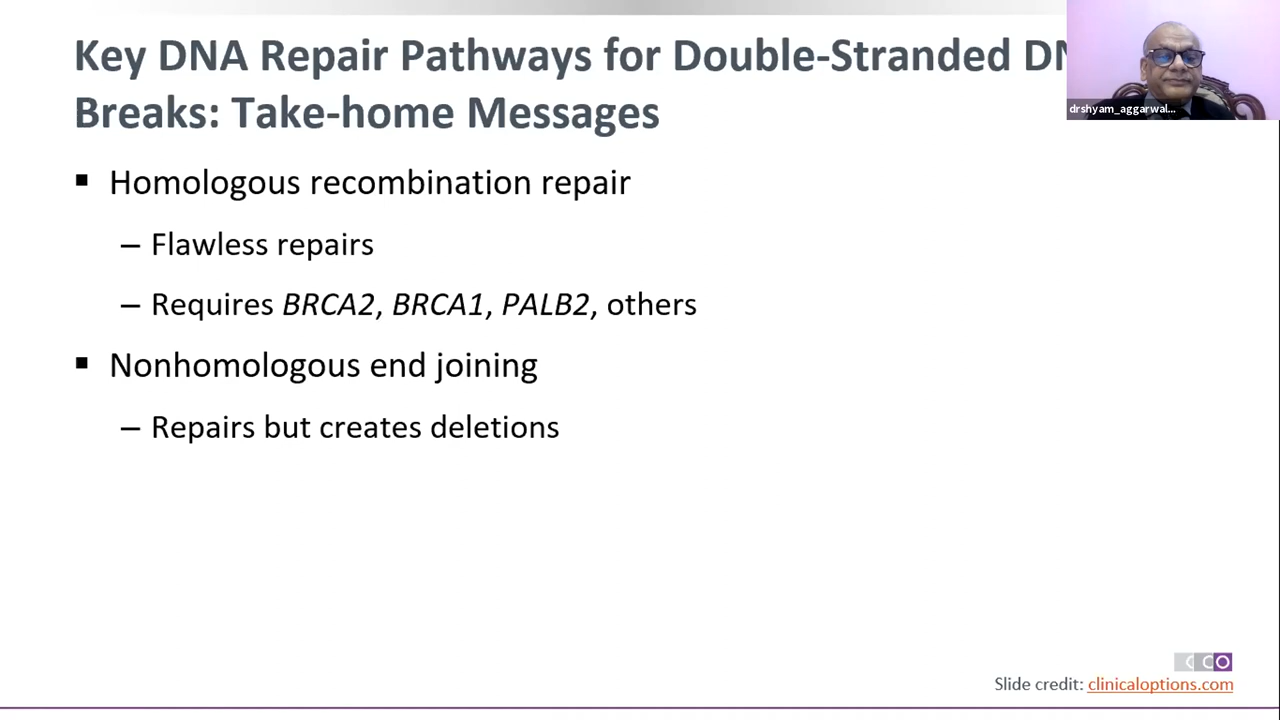 Key DNA Repair Pathways for Double-Stranded
Breaks: Take-home Messages
drshyam_aggarwal...
▪ Homologous recombination repair
– Flawless repairs
– Requires BRCA2, BRCA1, PALB2, others
▪ Nonhomologous end joining
– Repairs but creates deletions
CCO
Slide credit: clinicaloptions.com